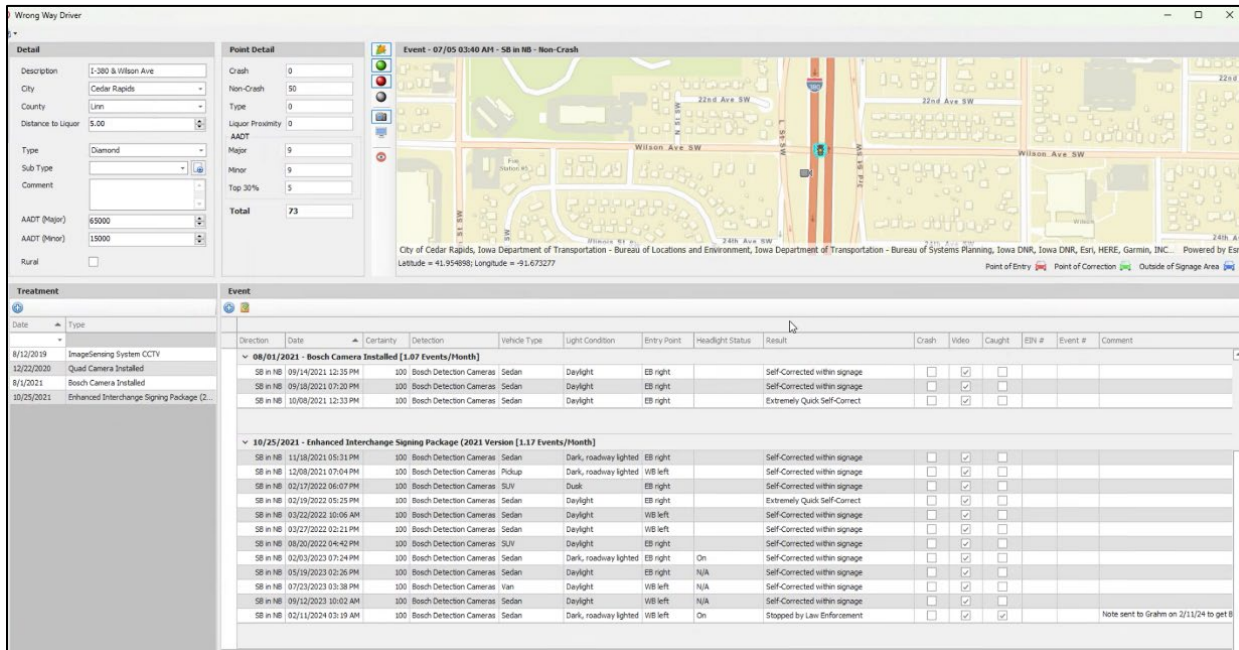 Wrong Way Driver
Detail
Description I-380 & Wilson Ave
City Cedar Rapids
County Linn
Distance to Liquor 5.00
Type Diamond
Sub Type
Comment
AADT (Major) 65000
AADT (Minor) 15000
Rural
Point Detail
Crash 0
Non-Crash 50
Type 0
Liquor Proximity 0
AADT
Major 9
Minor 9
Top 30% 5
Total 73
Event - 07/05 03:40 AM - SB in NB - Non-Crash
22nd Ave SW
22nd Ave SW
22nd
N St SW
L St SW
Wilson Ave SW
Wilson Ave SW
3rd St SW
Wilson
24th Ave SW
24th A
City of Cedar Rapids, Iowa Department of Transportation - Bureau of Locations and Environment, Iowa Department of Transportation - Bureau of Systems Planning, Iowa DNR, Iowa DNR, Esri, HERE, Garmin, INC... Powered by Esr
Latitude = 41.954898; Longitude = -91.673277
Point of Entry Point of Correction Outside of Signage Area
Treatment
Date Type
8/12/2019 ImageSensing System CCTV
12/22/2020 Quad Camera Installed
8/1/2021 Bosch Camera Installed
10/25/2021 Enhanced Interchange Signing Package (2...
Event
Direction Date Certainty Detection Vehicle Type Light Condition Entry Point Headlight Status Result Crash Video Caught EIN # Event # Comment
08/01/2021 - Bosch Camera Installed [1.07 Events/Month]
SB in NB 09/14/2021 12:35 PM 100 Bosch Detection Cameras Sedan Daylight EB right Self-Corrected within signage
SB in NB 09/18/2021 07:20 PM 100 Bosch Detection Cameras Sedan Daylight EB right Self-Corrected within signage
SB in NB 10/08/2021 12:33 PM 100 Bosch Detection Cameras Sedan Daylight EB right Extremely Quick Self-Correct
10/25/2021 - Enhanced Interchange Signing Package (2021 Version [1.17 Events/Month]
SB in NB 11/18/2021 05:31 PM 100 Bosch Detection Cameras Sedan Dark, roadway lighted EB right Self-Corrected within signage
SB in NB 12/08/2021 07:04 PM 100 Bosch Detection Cameras Pickup Dark, roadway lighted WB left Self-Corrected within signage
SB in NB 02/17/2022 06:07 PM 100 Bosch Detection Cameras SUV Dusk EB right Self-Corrected within signage
SB in NB 02/19/2022 05:25 PM 100 Bosch Detection Cameras Sedan Daylight EB right Extremely Quick Self-Correct
SB in NB 03/22/2022 10:06 AM 100 Bosch Detection Cameras Sedan Daylight WB left Self-Corrected within signage
SB in NB 03/27/2022 02:21 PM 100 Bosch Detection Cameras Sedan Daylight WB left Self-Corrected within signage
SB in NB 08/20/2022 04:42 PM 100 Bosch Detection Cameras SUV Daylight EB right Self-Corrected within signage
SB in NB 02/03/2023 07:24 PM 100 Bosch Detection Cameras Sedan Dark, roadway lighted EB right On Self-Corrected within signage
SB in NB 05/19/2023 02:26 PM 100 Bosch Detection Cameras Sedan Daylight EB right N/A Self-Corrected within signage
SB in NB 07/23/2023 03:38 PM 100 Bosch Detection Cameras Van Daylight WB left N/A Self-Corrected within signage
SB in NB 09/12/2023 10:02 AM 100 Bosch Detection Cameras Sedan Daylight WB left N/A Self-Corrected within signage
SB in NB 02/11/2024 03:19 AM 100 Bosch Detection Cameras Sedan Dark, roadway lighted WB left On Stopped by Law Enforcement Note sent to Grahm on 2/11/24 to get B